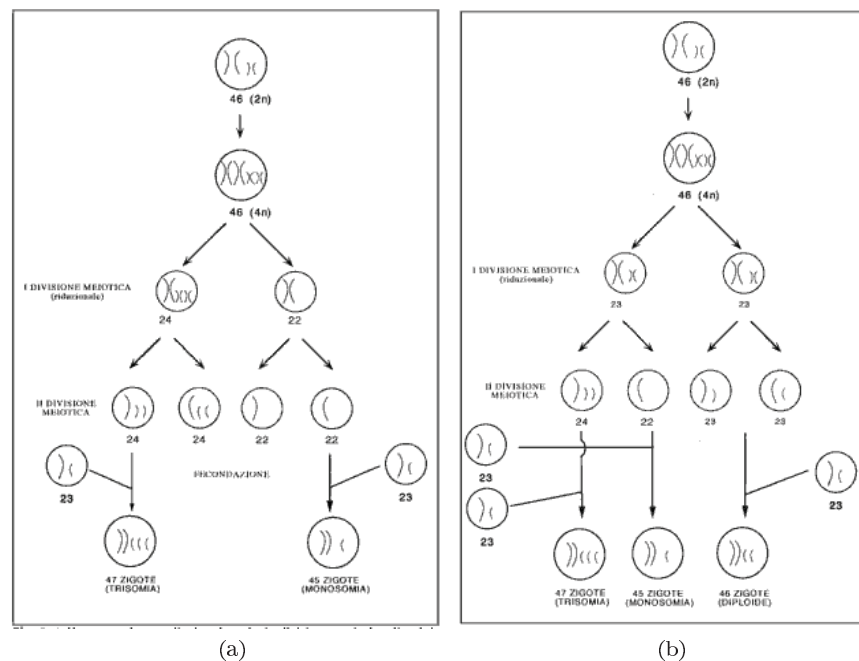 46 (2n)
46 (4n)
I DIVISIONE MEIOTICA
(riduzionale)
24
22
II DIVISIONE
MEIOTICA
24
24
22
22
FECONDAZIONE
23
23
47 ZIGOTE
(TRISOMIA)
45 ZIGOTE
(MONOSOMIA)
(a)
46 (2n)
46 (4n)
I DIVISIONE MEIOTICA
(riduzionale)
23
23
II DIVISIONE
MEIOTICA
24
22
23
23
23
23
23
47 ZIGOTE
(TRISOMIA)
45 ZIGOTE
(MONOSOMIA)
46 ZIGOTE
(DIPLOIDE)
(b)